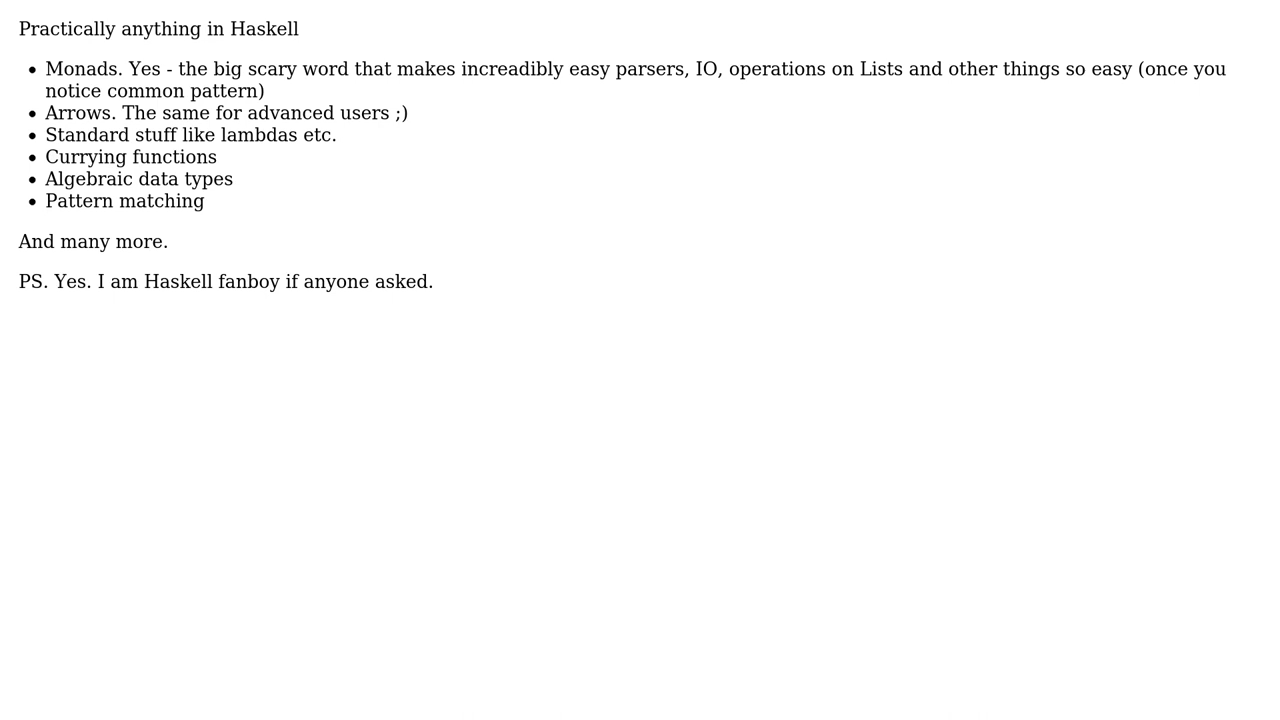 Practically anything in Haskell
• Monads. Yes - the big scary word that makes increadibly easy parsers, IO, operations on Lists and other things so easy (once you
notice common pattern)
• Arrows. The same for advanced users ;)
• Standard stuff like lambdas etc.
• Currying functions
• Algebraic data types
• Pattern matching
And many more.
PS. Yes. I am Haskell fanboy if anyone asked.